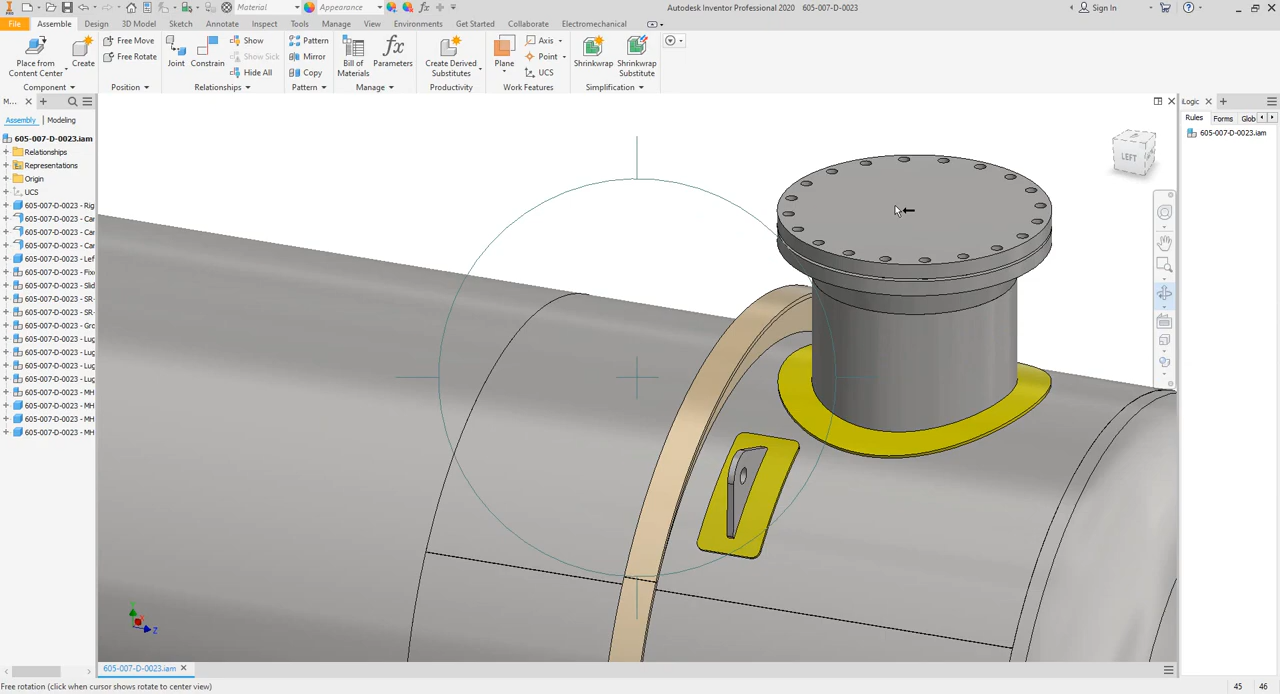 Material
Appearance
Autodesk Inventor Professional 2020 605-007-D-0023
Sign In
File Assemble Design 3D Model Sketch Annotate Inspect Tools Manage View Environments Get Started Collaborate Electromechanical
Place from Content Center
Create
Free Move
Free Rotate
Joint
Constrain
Show
Show Sick
Hide All
Pattern
Mirror
Copy
Bill of Materials
Parameters
Create Derived Substitutes
Plane
Axis
Point
UCS
Shrinkwrap
Shrinkwrap Substitute
Component Position Relationships Pattern Manage Productivity Work Features Simplification
M...
Assembly Modeling
605-007-D-0023.iam
Relationships
Representations
Origin
UCS
605-007-D-0023 - Rig
605-007-D-0023 - Car
605-007-D-0023 - Car
605-007-D-0023 - Car
605-007-D-0023 - Left
605-007-D-0023 - Fixe
605-007-D-0023 - Slid
605-007-D-0023 - SR-
605-007-D-0023 - SR-
605-007-D-0023 - Gro
605-007-D-0023 - Lug
605-007-D-0023 - Lug
605-007-D-0023 - Lug
605-007-D-0023 - Lug
605-007-D-0023 - MH
605-007-D-0023 - MH
605-007-D-0023 - MH
605-007-D-0023 - MH
LEFT
iLogic
Rules Forms Glob
605-007-D-0023.iam
Z
605-007-D-0023.iam
Free rotation (click when cursor shows rotate to center view)
45 46